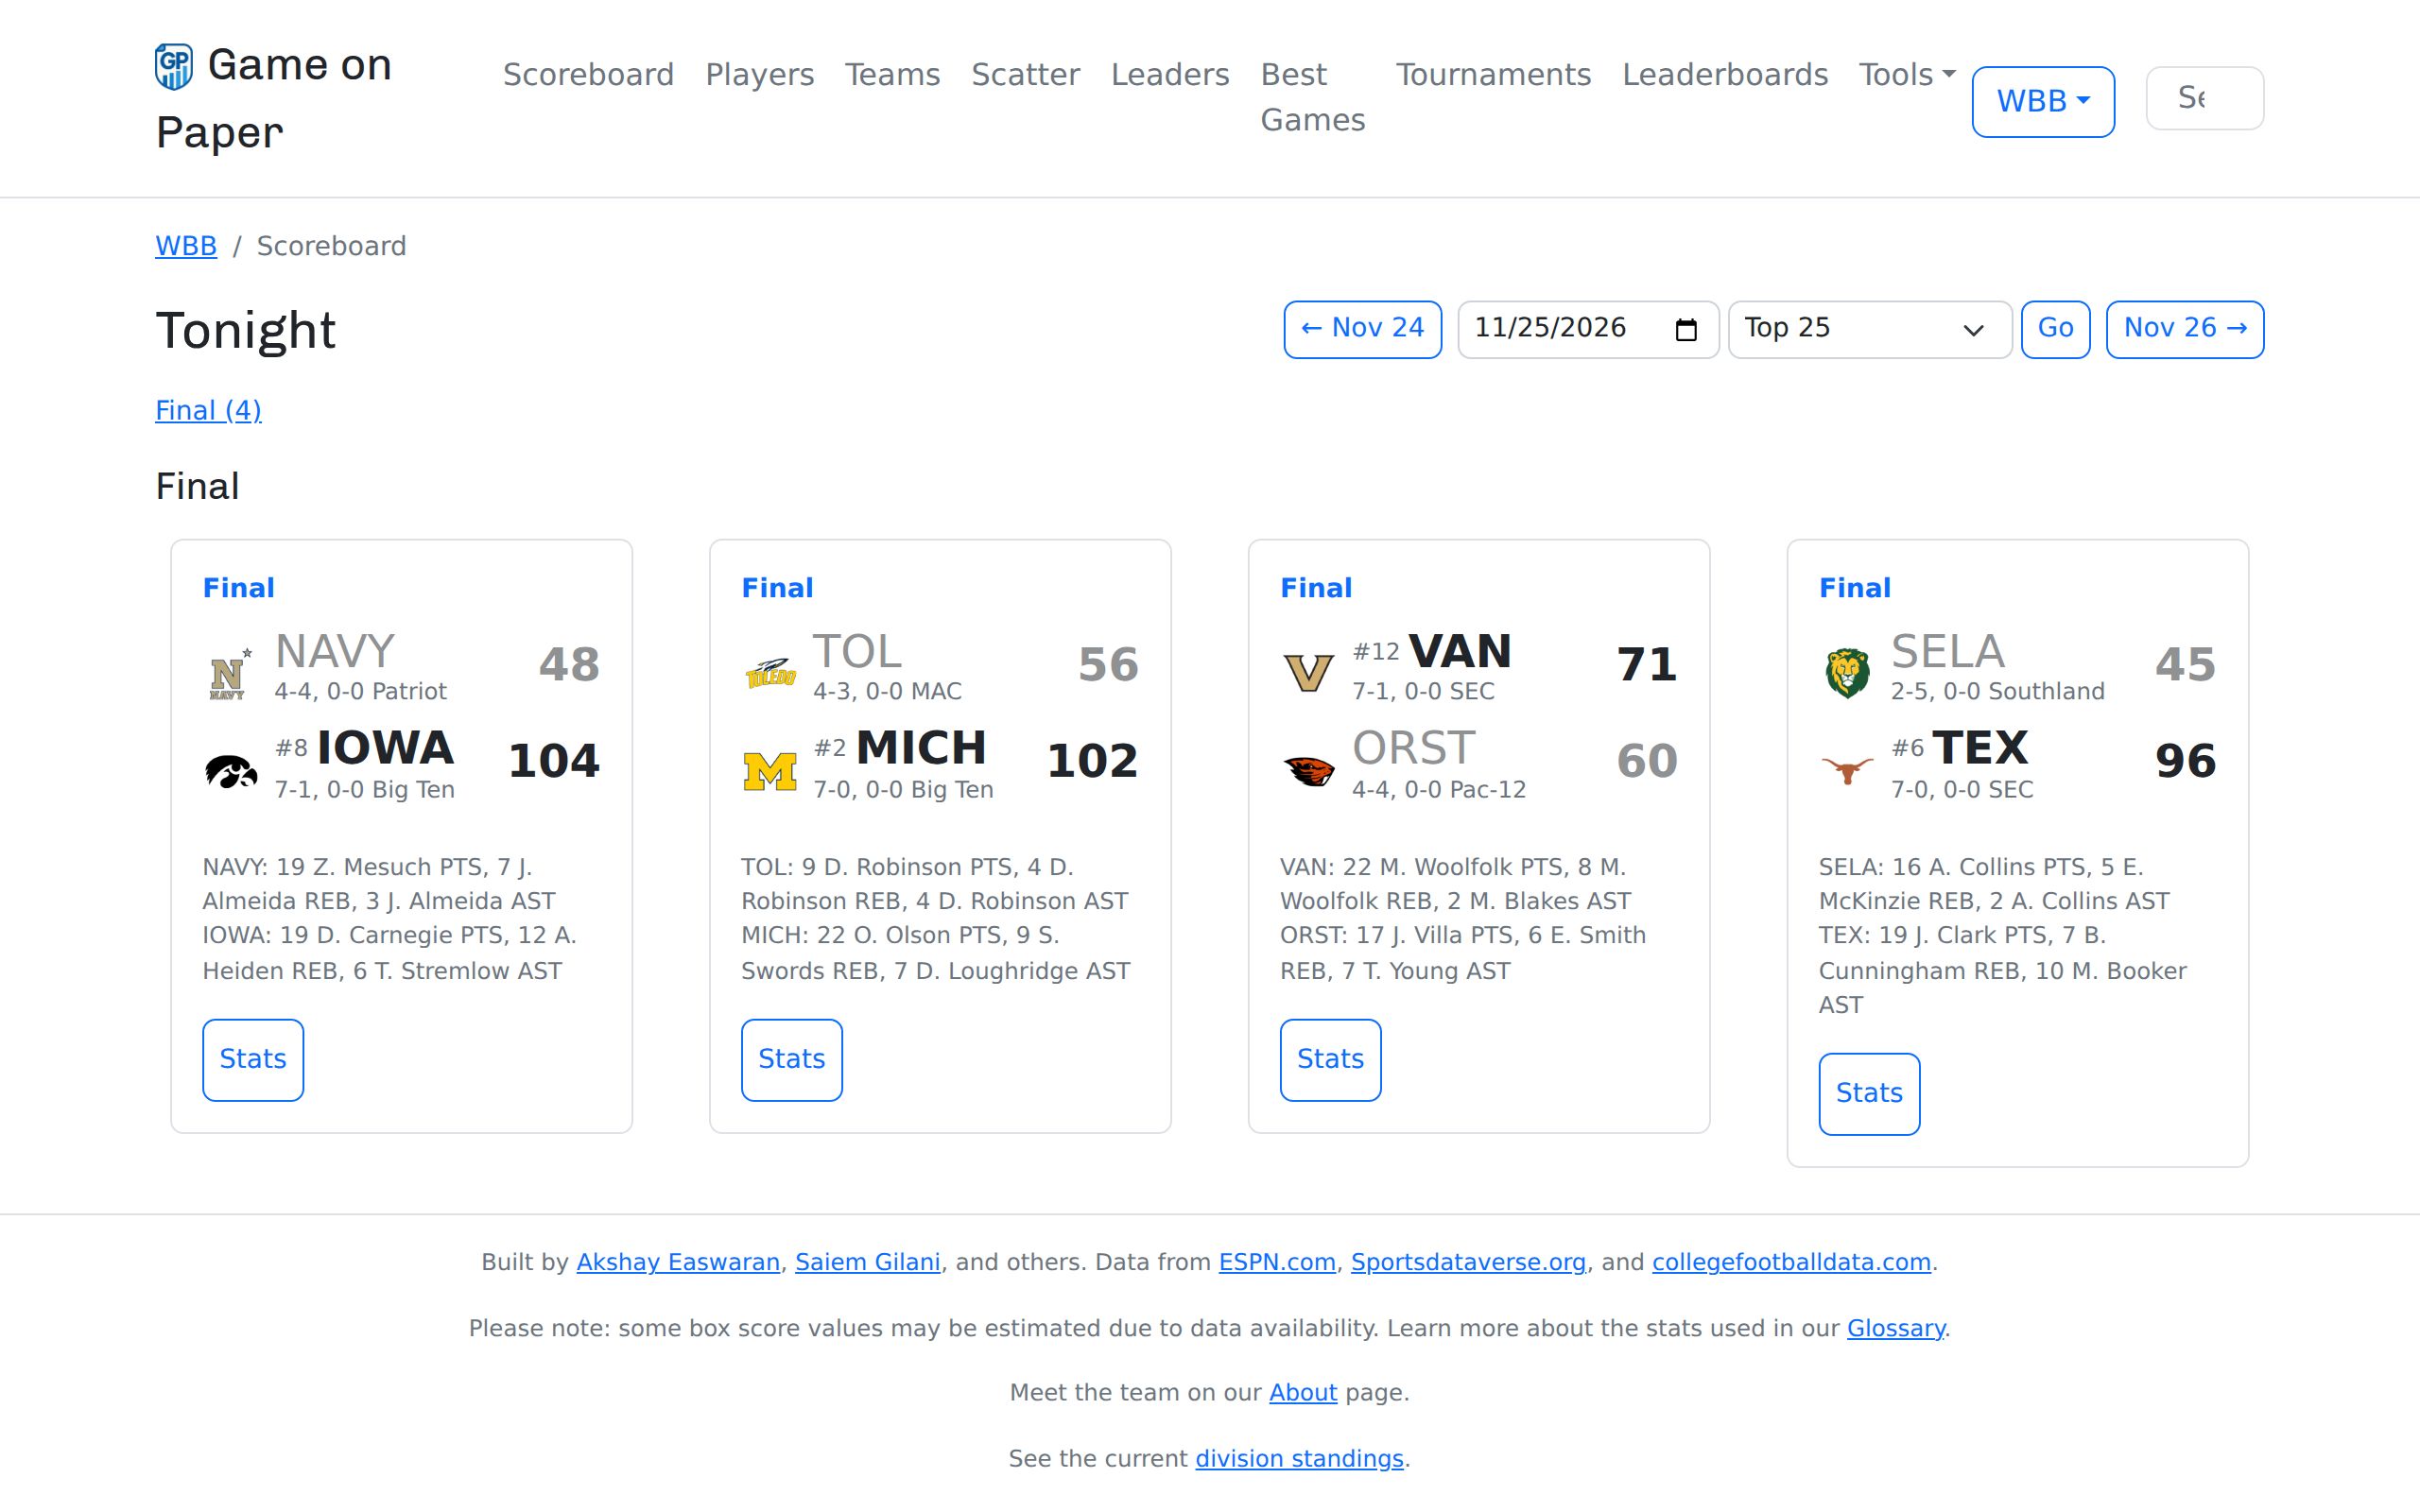 GP Game on Paper
Scoreboard Players Teams Scatter Leaders Best Games Tournaments Leaderboards Tools WBB
WBB / Scoreboard
Tonight
← Nov 24 11/25/2026 Top 25 Go Nov 26 →
Final (4)
Final
Final
NAVY 48
4-4, 0-0 Patriot
#8 IOWA 104
7-1, 0-0 Big Ten
NAVY: 19 Z. Mesuch PTS, 7 J.
Almeida REB, 3 J. Almeida AST
IOWA: 19 D. Carnegie PTS, 12 A.
Heiden REB, 6 T. Stremlow AST
Stats
Final
TOL 56
4-3, 0-0 MAC
#2 MICH 102
7-0, 0-0 Big Ten
TOL: 9 D. Robinson PTS, 4 D.
Robinson REB, 4 D. Robinson AST
MICH: 22 O. Olson PTS, 9 S.
Swords REB, 7 D. Loughridge AST
Stats
Final
#12 VAN 71
7-1, 0-0 SEC
ORST 60
4-4, 0-0 Pac-12
VAN: 22 M. Woolfolk PTS, 8 M.
Woolfolk REB, 2 M. Blakes AST
ORST: 17 J. Villa PTS, 6 E. Smith
REB, 7 T. Young AST
Stats
Final
SELA 45
2-5, 0-0 Southland
#6 TEX 96
7-0, 0-0 SEC
SELA: 16 A. Collins PTS, 5 E.
McKinzie REB, 2 A. Collins AST
TEX: 19 J. Clark PTS, 7 B.
Cunningham REB, 10 M. Booker
AST
Stats
Built by Akshay Easwaran, Saiem Gilani, and others. Data from ESPN.com, Sportsdataverse.org, and collegefootballdata.com.
Please note: some box score values may be estimated due to data availability. Learn more about the stats used in our Glossary.
Meet the team on our About page.
See the current division standings.